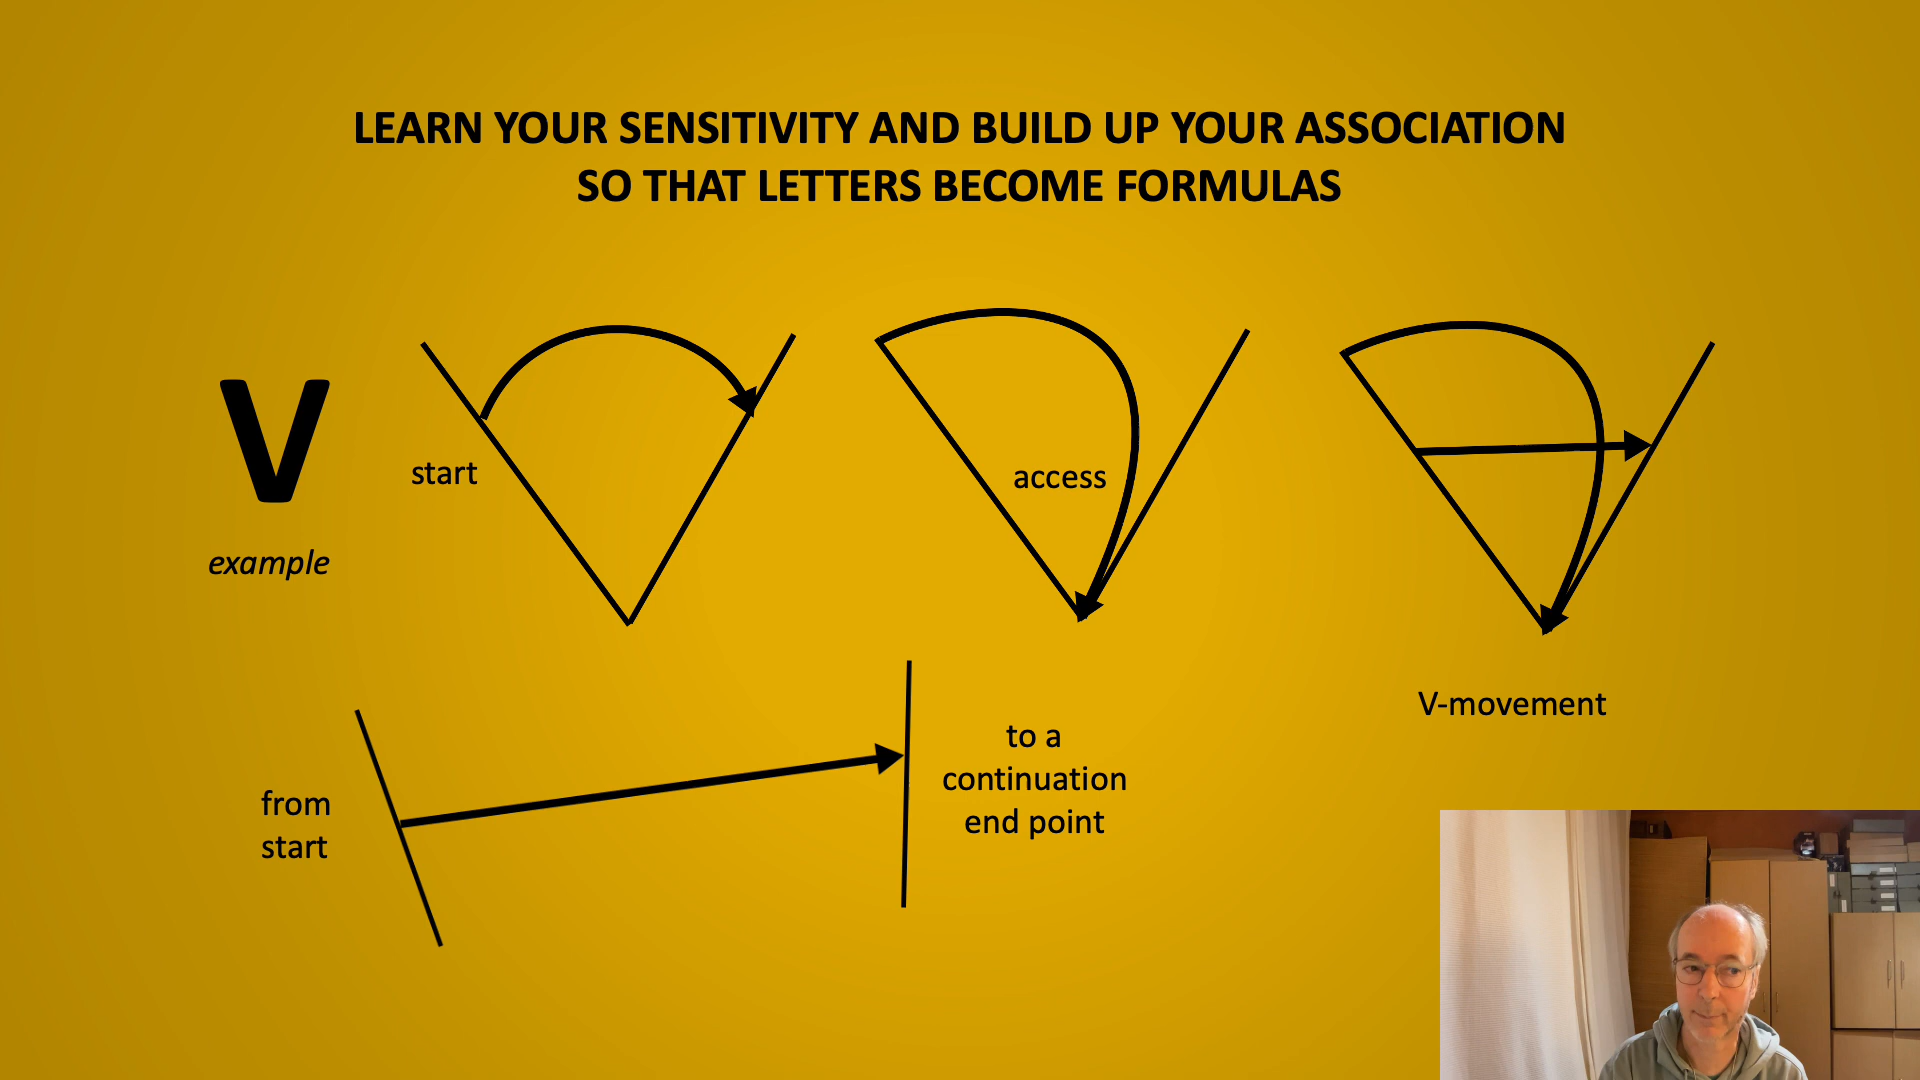 LEARN YOUR SENSITIVITY AND BUILD UP YOUR ASSOCIATION
SO THAT LETTERS BECOME FORMULAS
V
example
start
access
V-movement
from
start
to a
continuation
end point